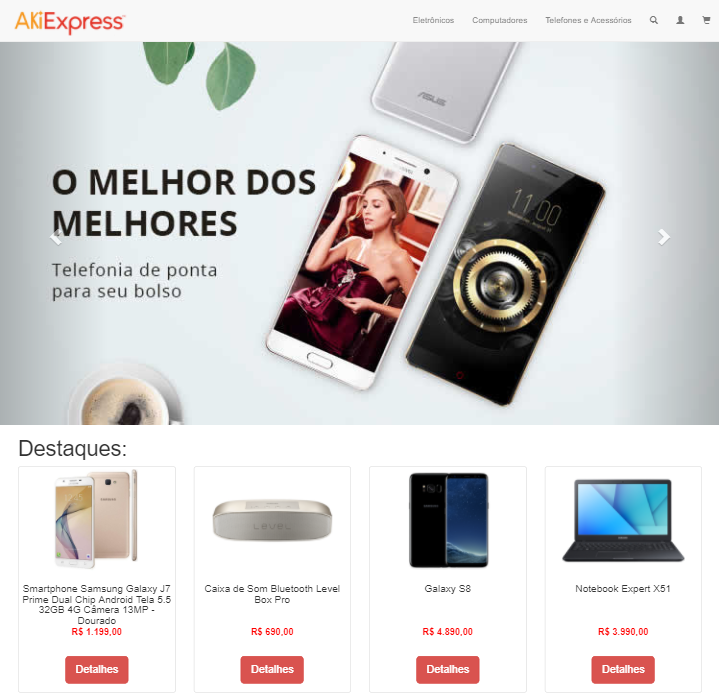 AKiExpress
Eletrônicos Computadores Telefones e Acessórios
ASUS
O MELHOR DOS
MELHORES
Telefonia de ponta
para seu bolso
11:00
Destaques:
SAMSUNG
LEVEL
Smartphone Samsung Galaxy J7
Prime Dual Chip Android Tela 5.5
32GB 4G Câmera 13MP -
Dourado
R$ 1.199,00
Caixa de Som Bluetooth Level
Box Pro
R$ 690,00
Galaxy S8
R$ 4.890,00
Notebook Expert X51
R$ 3.990,00
Detalhes
Detalhes
Detalhes
Detalhes